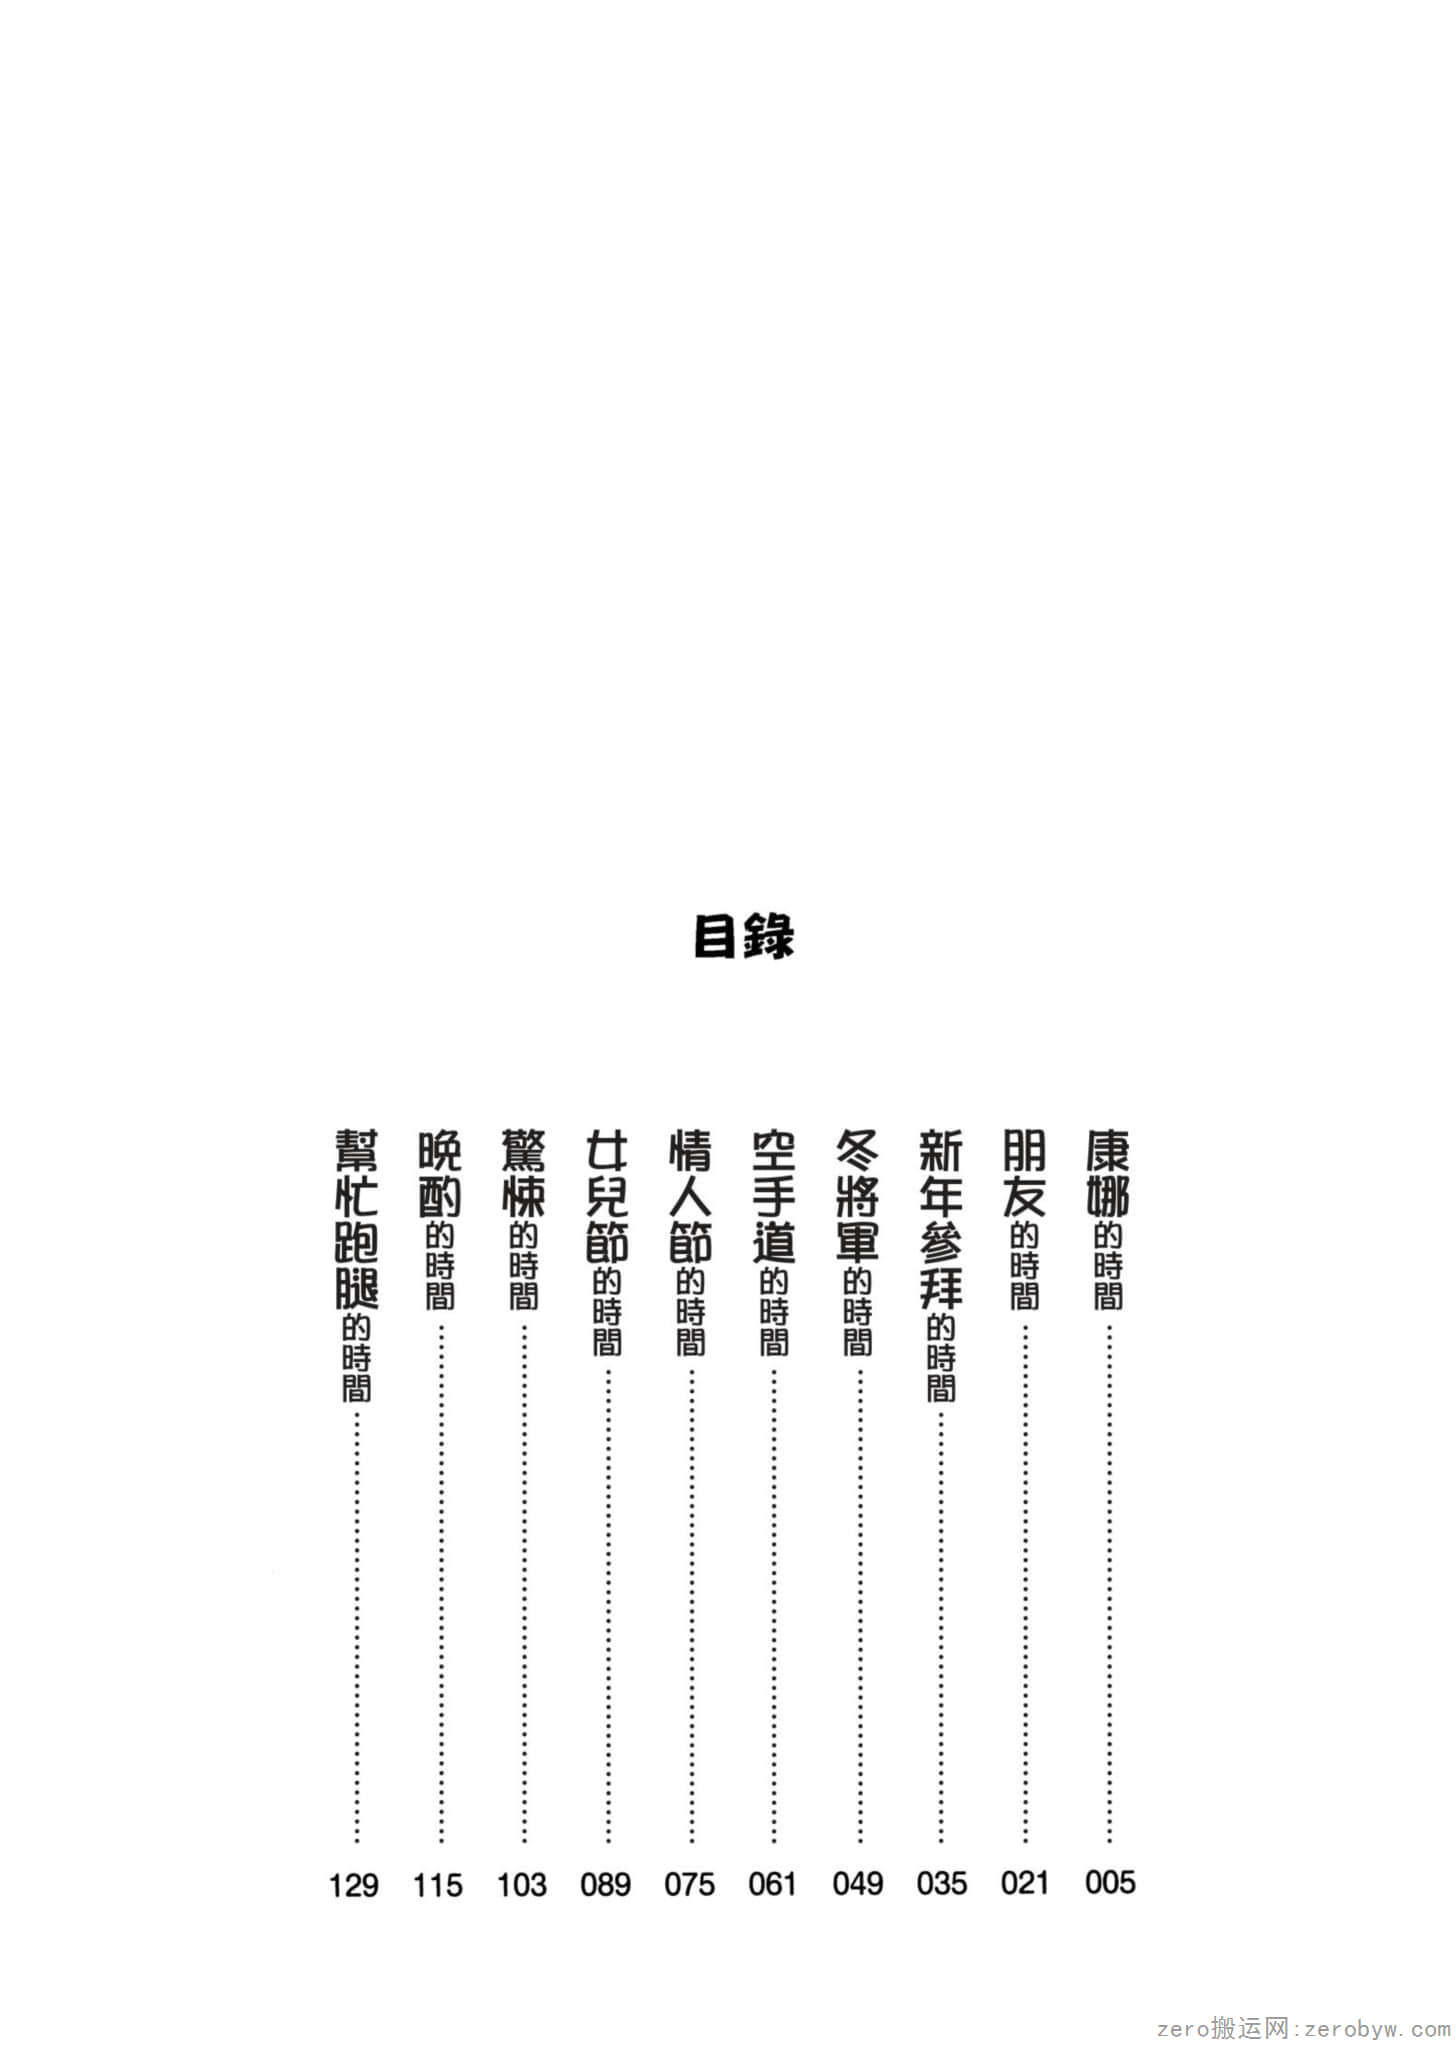 目錄
康娜的時間 005
朋友的時間 021
新年參拜的時間 035
冬將軍的時間 049
空手道的時間 061
情人節的時間 075
女兒節的時間 089
驚悚的時間 103
晚酌的時間 115
幫忙跑腿的時間 129
zero搬运网:zerobyw.com